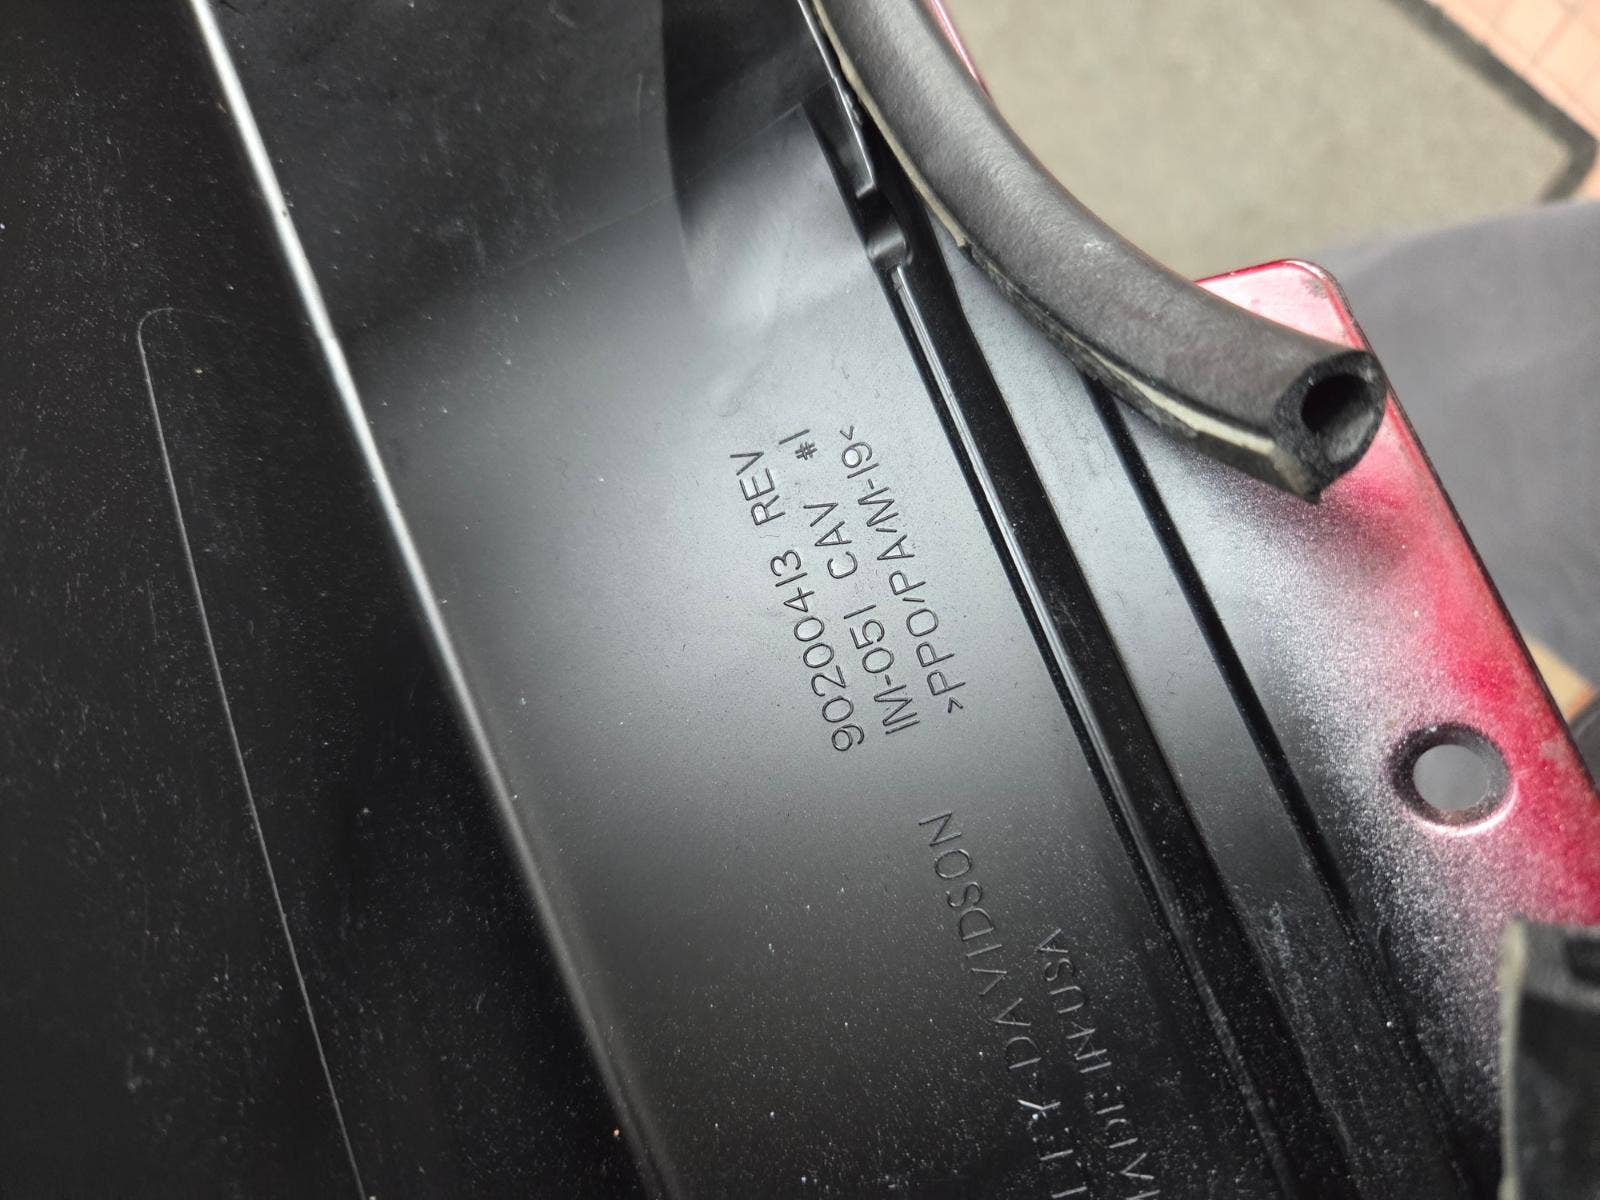 90200413 REV
IM-051 CAV #1
>PPO/PA/M-19<
DAVIDSON
MADE IN USA